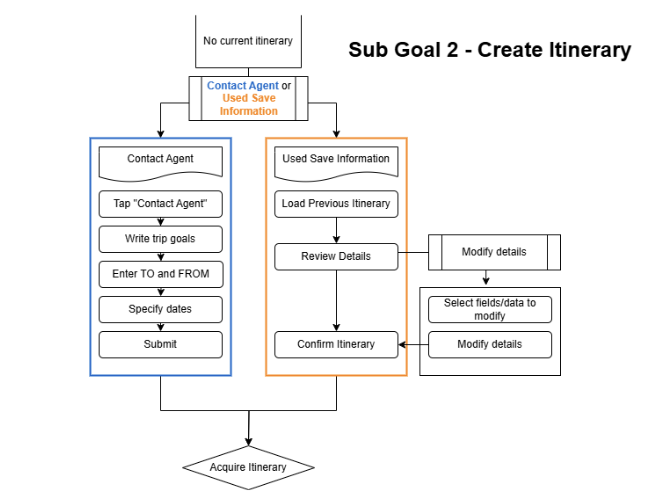 No current itinerary
Sub Goal 2 - Create Itinerary
Contact Agent or
Used Save
Information
Contact Agent
Tap "Contact Agent"
Write trip goals
Enter TO and FROM
Specify dates
Submit
Used Save Information
Load Previous Itinerary
Review Details
Confirm Itinerary
Modify details
Select fields/data to
modify
Modify details
Acquire Itinerary